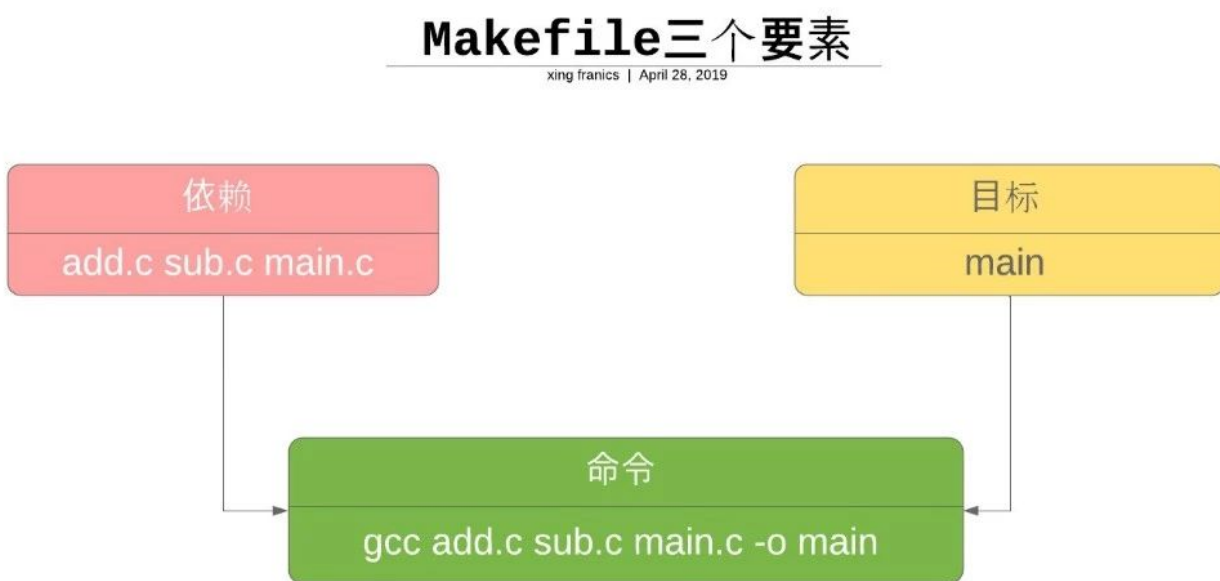 Makefile三个要素
xing franics | April 28, 2019
依赖
add.c sub.c main.c
目标
main
命令
gcc add.c sub.c main.c -o main